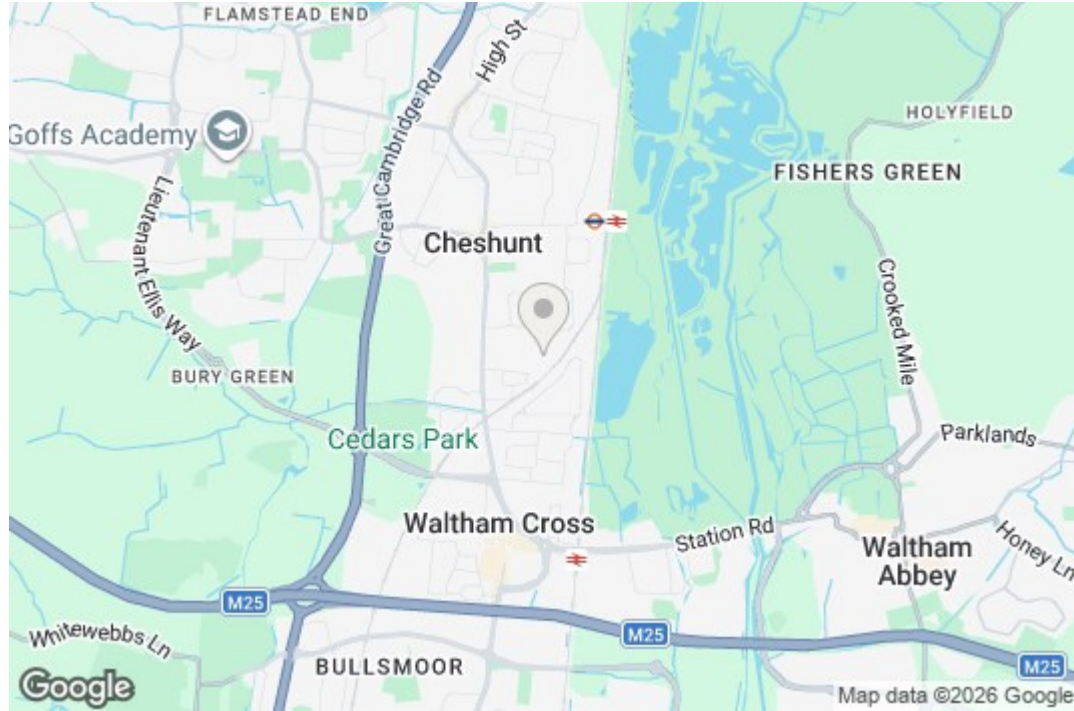 FLAMSTEAD END
High St
Great Cambridge Rd
HOLYFIELD
Goffs Academy
FISHERS GREEN
Lieutenant Ellis Way
Cheshunt
Crooked Mile
BURY GREEN
Cedars Park
Parklands
Waltham Cross
Station Rd
Waltham
Abbey
Honey Ln
M25
M25
M25
Whitewebbs Ln
BULLSMOOR
Google
Map data ©2026 Google